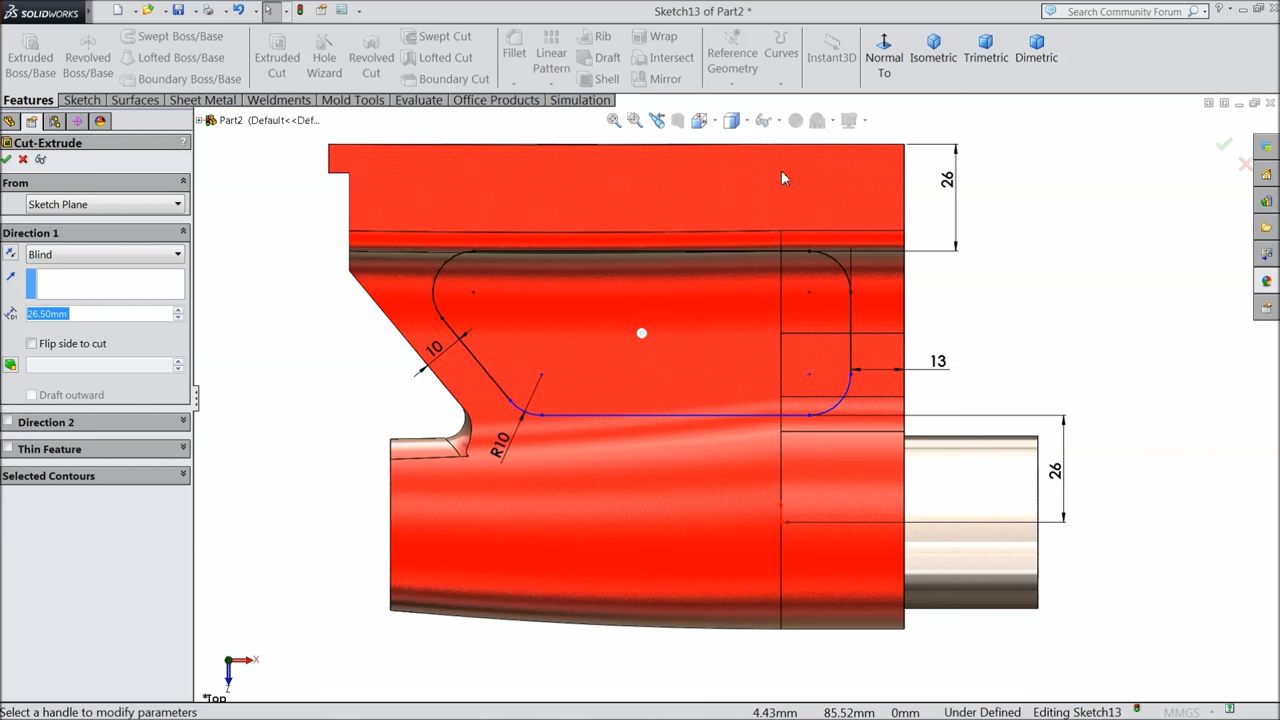 SOLIDWORKS
Sketch13 of Part2 *
Search Community Forum
Extruded Boss/Base
Revolved Boss/Base
Swept Boss/Base
Lofted Boss/Base
Boundary Boss/Base
Extruded Cut
Hole Wizard
Revolved Cut
Swept Cut
Lofted Cut
Boundary Cut
Fillet
Linear Pattern
Rib
Draft
Shell
Wrap
Intersect
Mirror
Reference Geometry
Curves
Instant3D
Normal To
Isometric
Trimetric
Dimetric
Features Sketch Surfaces Sheet Metal Weldments Mold Tools Evaluate Office Products Simulation
Part2 (Default<<Def...
Cut-Extrude
?
From
Sketch Plane
Direction 1
Blind
D1
26.50mm
Flip side to cut
Draft outward
Direction 2
Thin Feature
Selected Contours
26
10
13
R10
26
X
Z
*Top
Select a handle to modify parameters
4.43mm 85.52mm 0mm Under Defined Editing Sketch13 MMGS